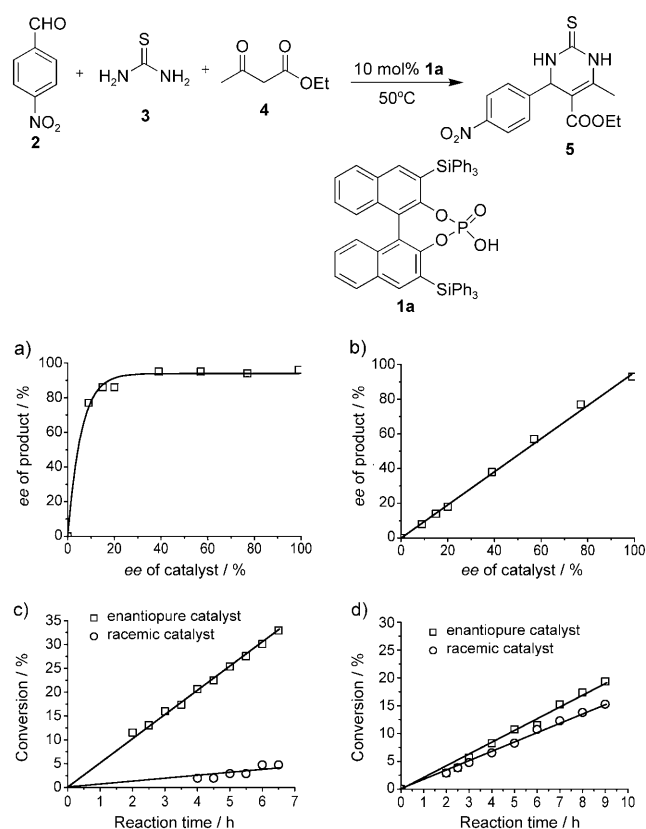 CHO
NO₂
2
+
S
H₂N NH₂
3
+
O O
OEt
4
10 mol% 1a
50ºC
S
HN NH
O₂N
COOEt
5
SiPh₃
O
O
P
O
OH
SiPh₃
1a
a)
ee of product / %
100
80
60
40
20
0
0 20 40 60 80 100
ee of catalyst / %
b)
ee of product / %
100
80
60
40
20
0
0 20 40 60 80 100
ee of catalyst / %
c)
enantiopure catalyst
racemic catalyst
Conversion / %
35
30
25
20
15
10
5
0
0 1 2 3 4 5 6 7
Reaction time / h
d)
enantiopure catalyst
racemic catalyst
Conversion / %
30
25
20
15
10
5
0
0 1 2 3 4 5 6 7 8 9 10
Reaction time / h